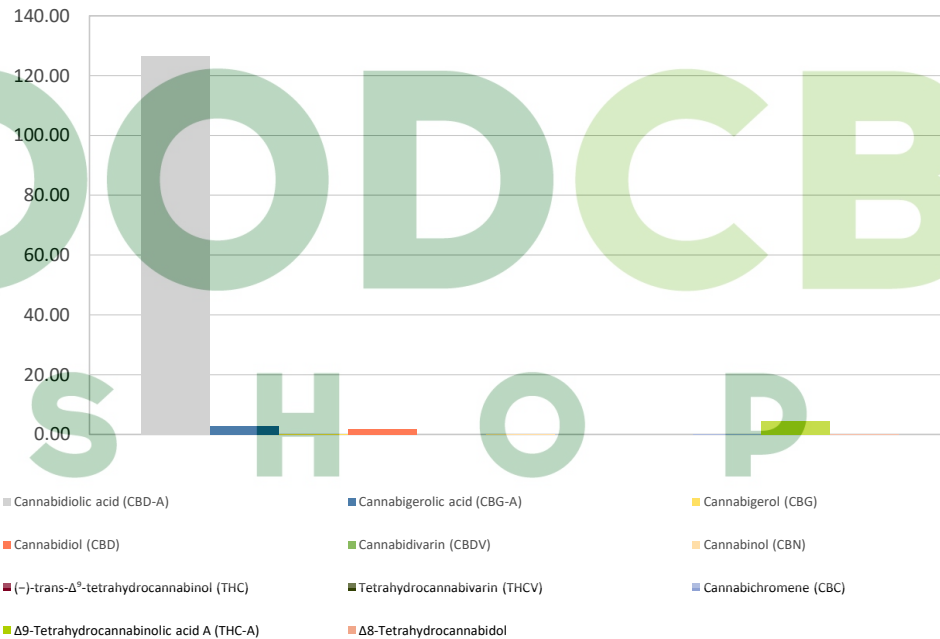 140.00
120.00
100.00
80.00
60.00
40.00
20.00
0.00
OODCB
SHOP
Cannabidiolic acid (CBD-A) Cannabigerolic acid (CBG-A) Cannabigerol (CBG)
Cannabidiol (CBD) Cannabidivarin (CBDV) Cannabinol (CBN)
(−)-trans-Δ⁹-tetrahydrocannabinol (THC) Tetrahydrocannabivarin (THCV) Cannabichromene (CBC)
Δ9-Tetrahydrocannabinolic acid A (THC-A) Δ8-Tetrahydrocannabidol